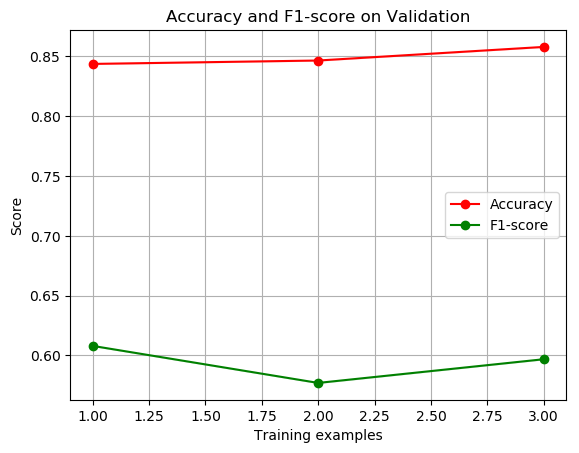 Accuracy and F1-score on Validation
0.85
0.80
0.75
0.70
0.65
0.60
Score
Accuracy
F1-score
1.00 1.25 1.50 1.75 2.00 2.25 2.50 2.75 3.00
Training examples